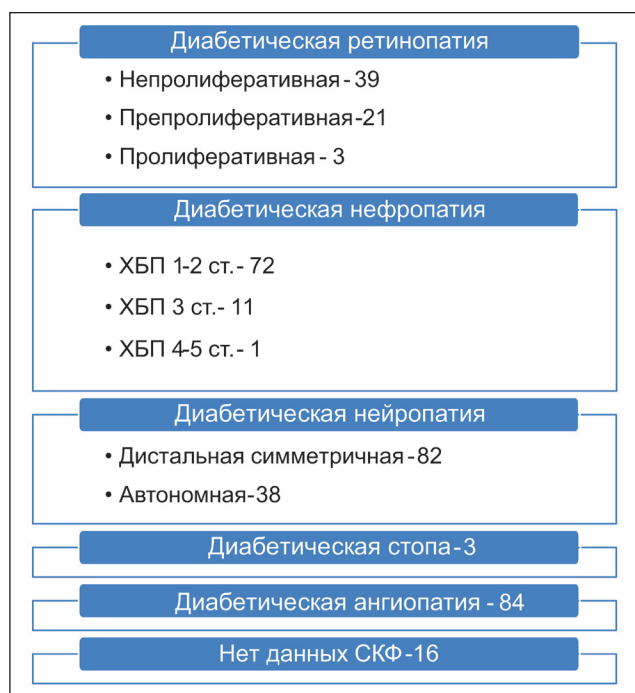 Диабетическая ретинопатия
• Непролиферативная - 39
• Препролиферативная-21
• Пролиферативная - 3
Диабетическая нефропатия
• ХБП 1-2 ст.- 72
• ХБП 3 ст.- 11
• ХБП 4-5 ст.- 1
Диабетическая нейропатия
• Дистальная симметричная-82
• Автономная-38
Диабетическая стопа-3
Диабетическая ангиопатия - 84
Нет данных СКФ-16